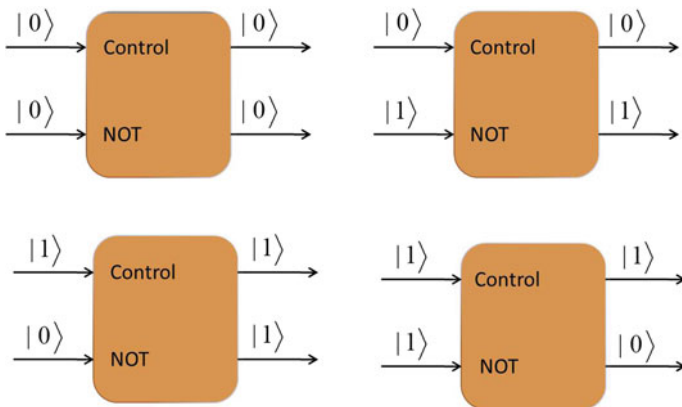 |0⟩ Control |0⟩
|0⟩ NOT |0⟩
|0⟩ Control |0⟩
|1⟩ NOT |1⟩
|1⟩ Control |1⟩
|0⟩ NOT |1⟩
|1⟩ Control |1⟩
|1⟩ NOT |0⟩